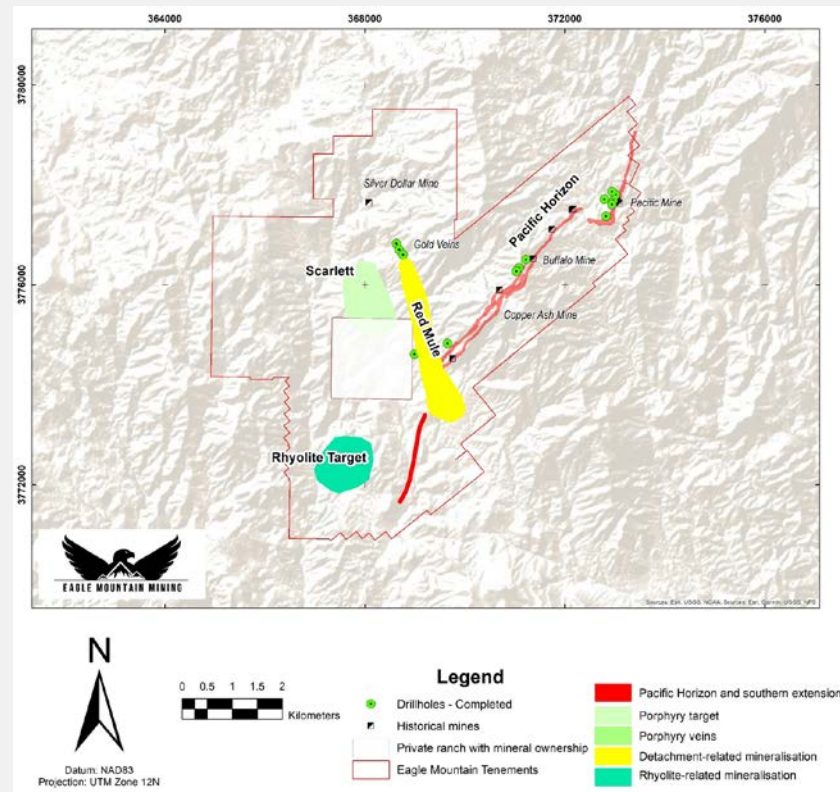 364000 368000 372000 376000
3780000
Silver Dollar Mine
Pacific Horizon
Pacific Mine
Gold Veins
Scarlett
Buffalo Mine
3776000
Red Mule
Copper Ash Mine
Rhyolite Target
3772000
EAGLE MOUNTAIN MINING
Sources: Esri, USGS, NOAA, Sources: Esri, Garmin, USGS, NPS
N
0 0.5 1 1.5 2
Kilometers
Datum: NAD83
Projection: UTM Zone 12N
Legend
Drillholes - Completed
Historical mines
Private ranch with mineral ownership
Eagle Mountain Tenements
Pacific Horizon and southern extension
Porphyry target
Porphyry veins
Detachment-related mineralisation
Rhyolite-related mineralisation